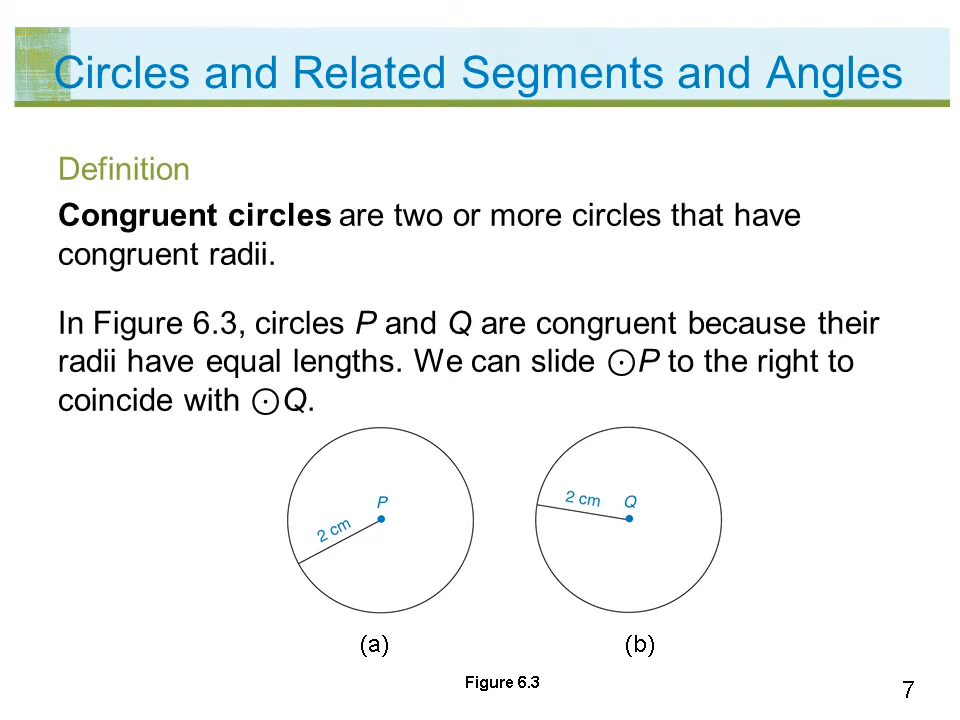 Circles and Related Segments and Angles
Definition
Congruent circles are two or more circles that have
congruent radii.
In Figure 6.3, circles P and Q are congruent because their
radii have equal lengths. We can slide ⨀P to the right to
coincide with ⨀Q.
P
2 cm
2 cm Q
(a)
(b)
Figure 6.3
7